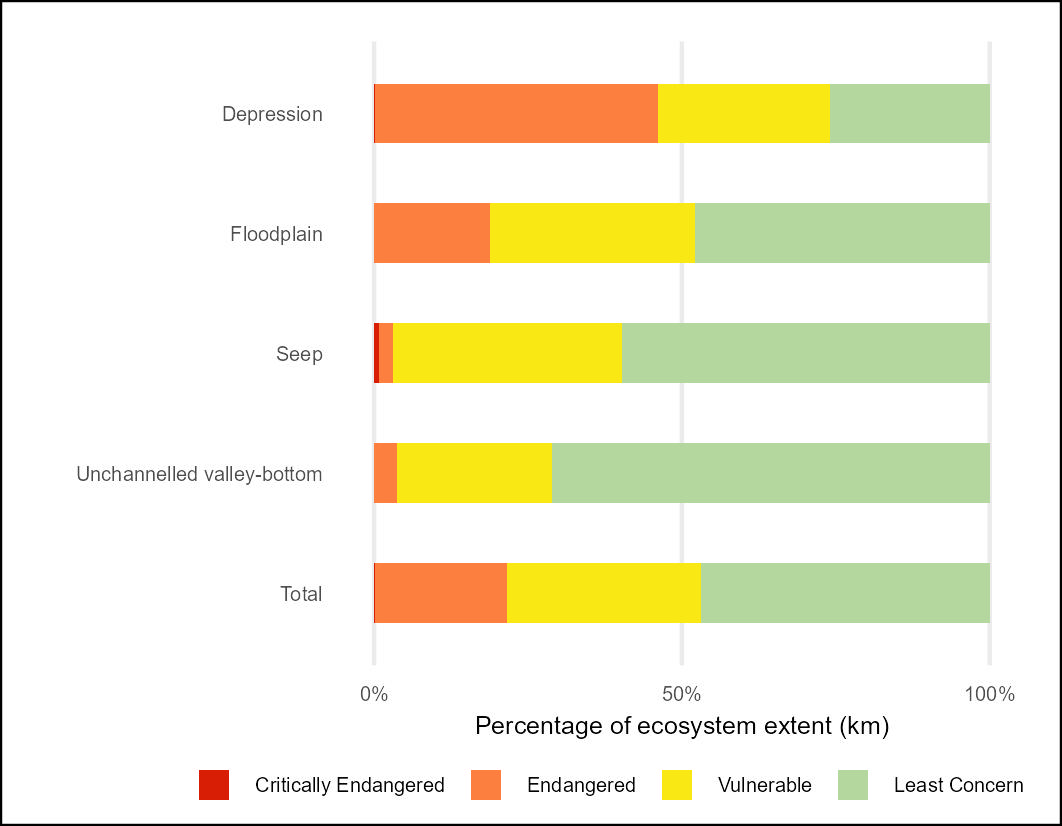 Depression
Floodplain
Seep
Unchannelled valley-bottom
Total
0% 50% 100%
Percentage of ecosystem extent (km)
Critically Endangered Endangered Vulnerable Least Concern